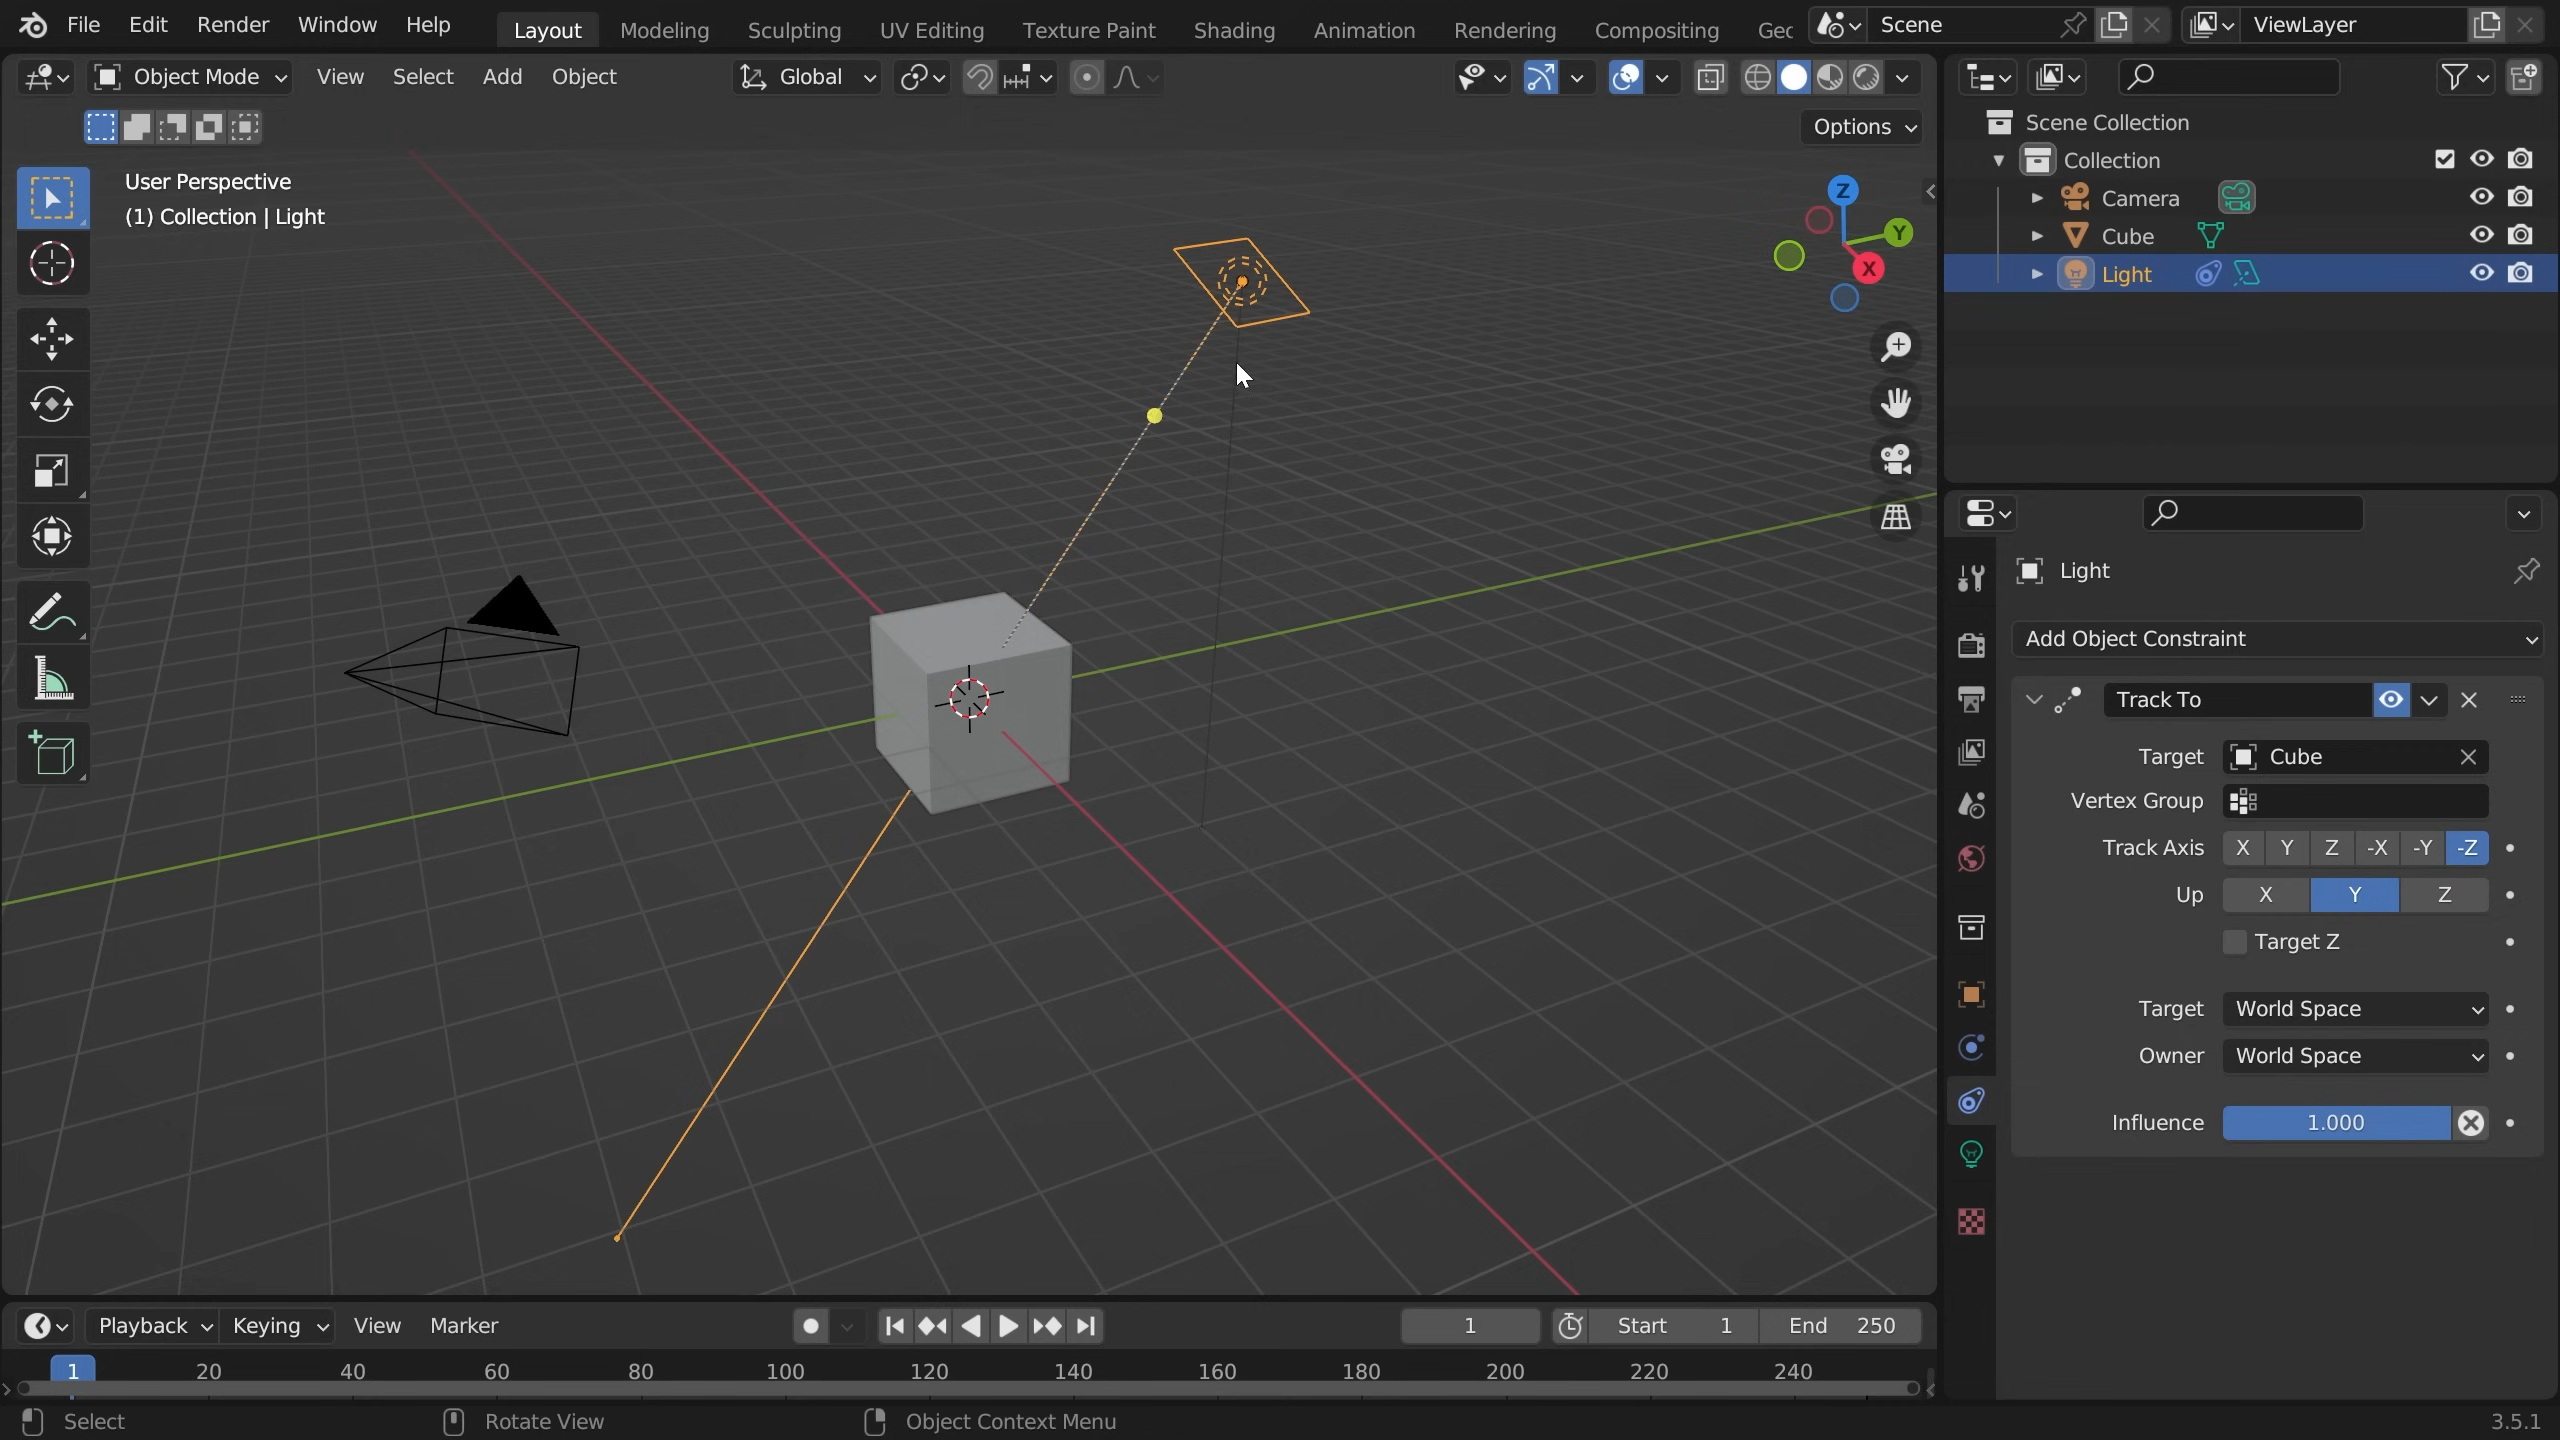 File Edit Render Window Help Layout Modeling Sculpting UV Editing Texture Paint Shading Animation Rendering Compositing Geo Scene ViewLayer
Object Mode View Select Add Object Global
Options
User Perspective
(1) Collection | Light
Z
Y
X
Scene Collection
Collection
Camera
Cube
Light
Light
Add Object Constraint
Track To
Target Cube
Vertex Group
Track Axis X Y Z -X -Y -Z
Up X Y Z
Target Z
Target World Space
Owner World Space
Influence 1.000
Playback Keying View Marker 1 Start 1 End 250
1 20 40 60 80 100 120 140 160 180 200 220 240
Select Rotate View Object Context Menu 3.5.1